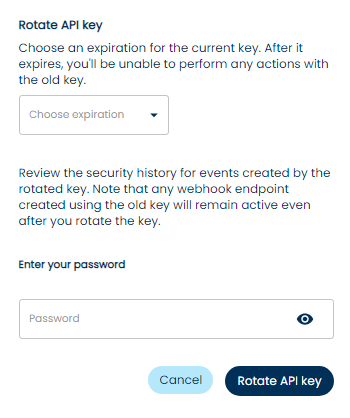 Rotate API key
Choose an expiration for the current key. After it
expires, you'll be unable to perform any actions with
the old key.
Choose expiration
Review the security history for events created by the
rotated key. Note that any webhook endpoint
created using the old key will remain active even
after you rotate the key.
Enter your password
Password
Cancel
Rotate API key